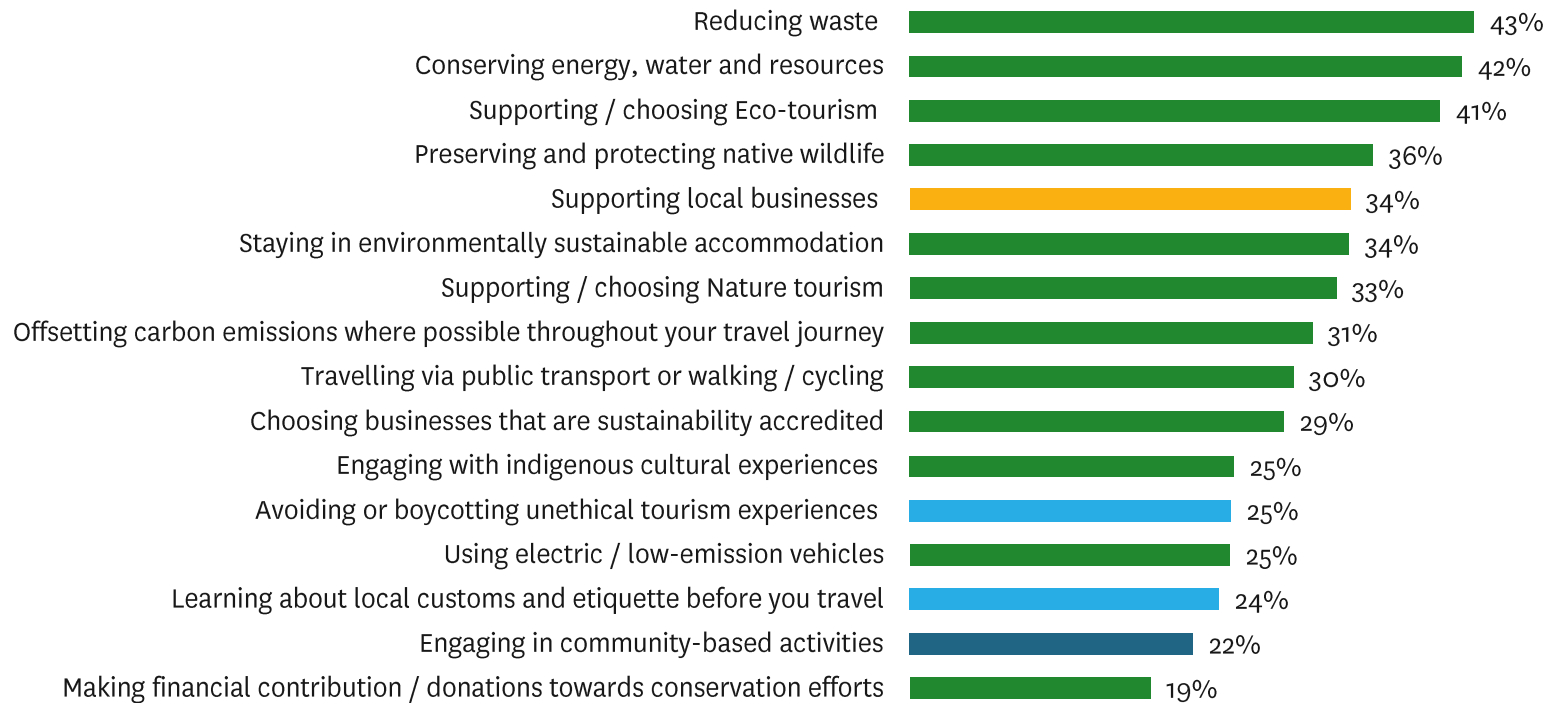 Reducing waste 43%
Conserving energy, water and resources 42%
Supporting / choosing Eco-tourism 41%
Preserving and protecting native wildlife 36%
Supporting local businesses 34%
Staying in environmentally sustainable accommodation 34%
Supporting / choosing Nature tourism 33%
Offsetting carbon emissions where possible throughout your travel journey 31%
Travelling via public transport or walking / cycling 30%
Choosing businesses that are sustainability accredited 29%
Engaging with indigenous cultural experiences 25%
Avoiding or boycotting unethical tourism experiences 25%
Using electric / low-emission vehicles 25%
Learning about local customs and etiquette before you travel 24%
Engaging in community-based activities 22%
Making financial contribution / donations towards conservation efforts 19%